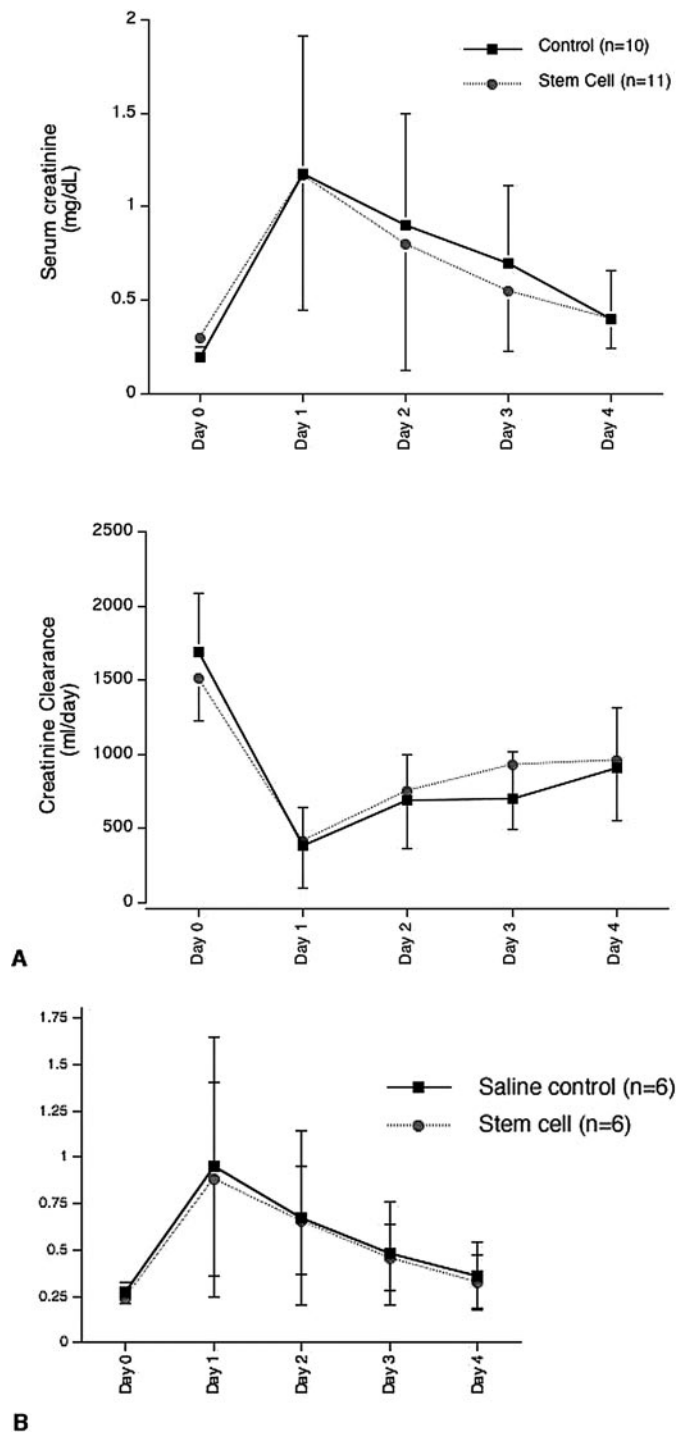 2
1.5
1
0.5
0
Serum creatinine
(mg/dL)
Control (n=10)
Stem Cell (n=11)
Day 0
Day 1
Day 2
Day 3
Day 4
2500
2000
1500
1000
500
0
Creatinine Clearance
(ml/day)
Day 0
Day 1
Day 2
Day 3
Day 4
A
1.75
1.5
1.25
1
0.75
0.5
0.25
0
Saline control (n=6)
Stem cell (n=6)
Day 0
Day 1
Day 2
Day 3
Day 4
B